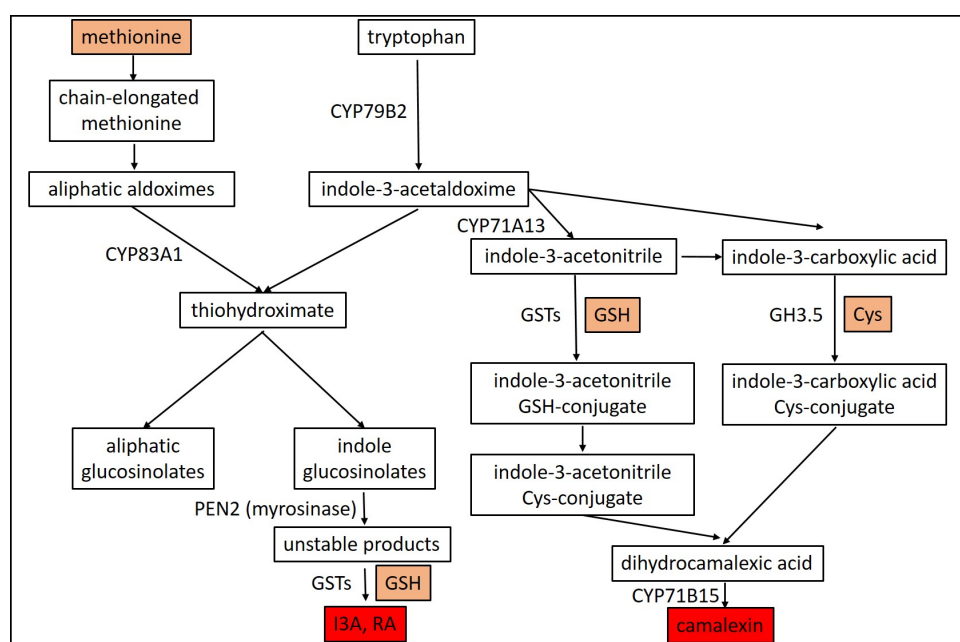 methionine
tryptophan
chain-elongated
methionine
CYP79B2
aliphatic aldoximes
indole-3-acetaldoxime
CYP83A1
CYP71A13
indole-3-acetonitrile
indole-3-carboxylic acid
thiohydroximate
GSTs
GSH
GH3.5
Cys
indole-3-acetonitrile
GSH-conjugate
indole-3-carboxylic acid
Cys-conjugate
aliphatic
glucosinolates
indole
glucosinolates
indole-3-acetonitrile
Cys-conjugate
PEN2 (myrosinase)
unstable products
dihydrocamalexic acid
GSTs
GSH
CYP71B15
I3A, RA
camalexin